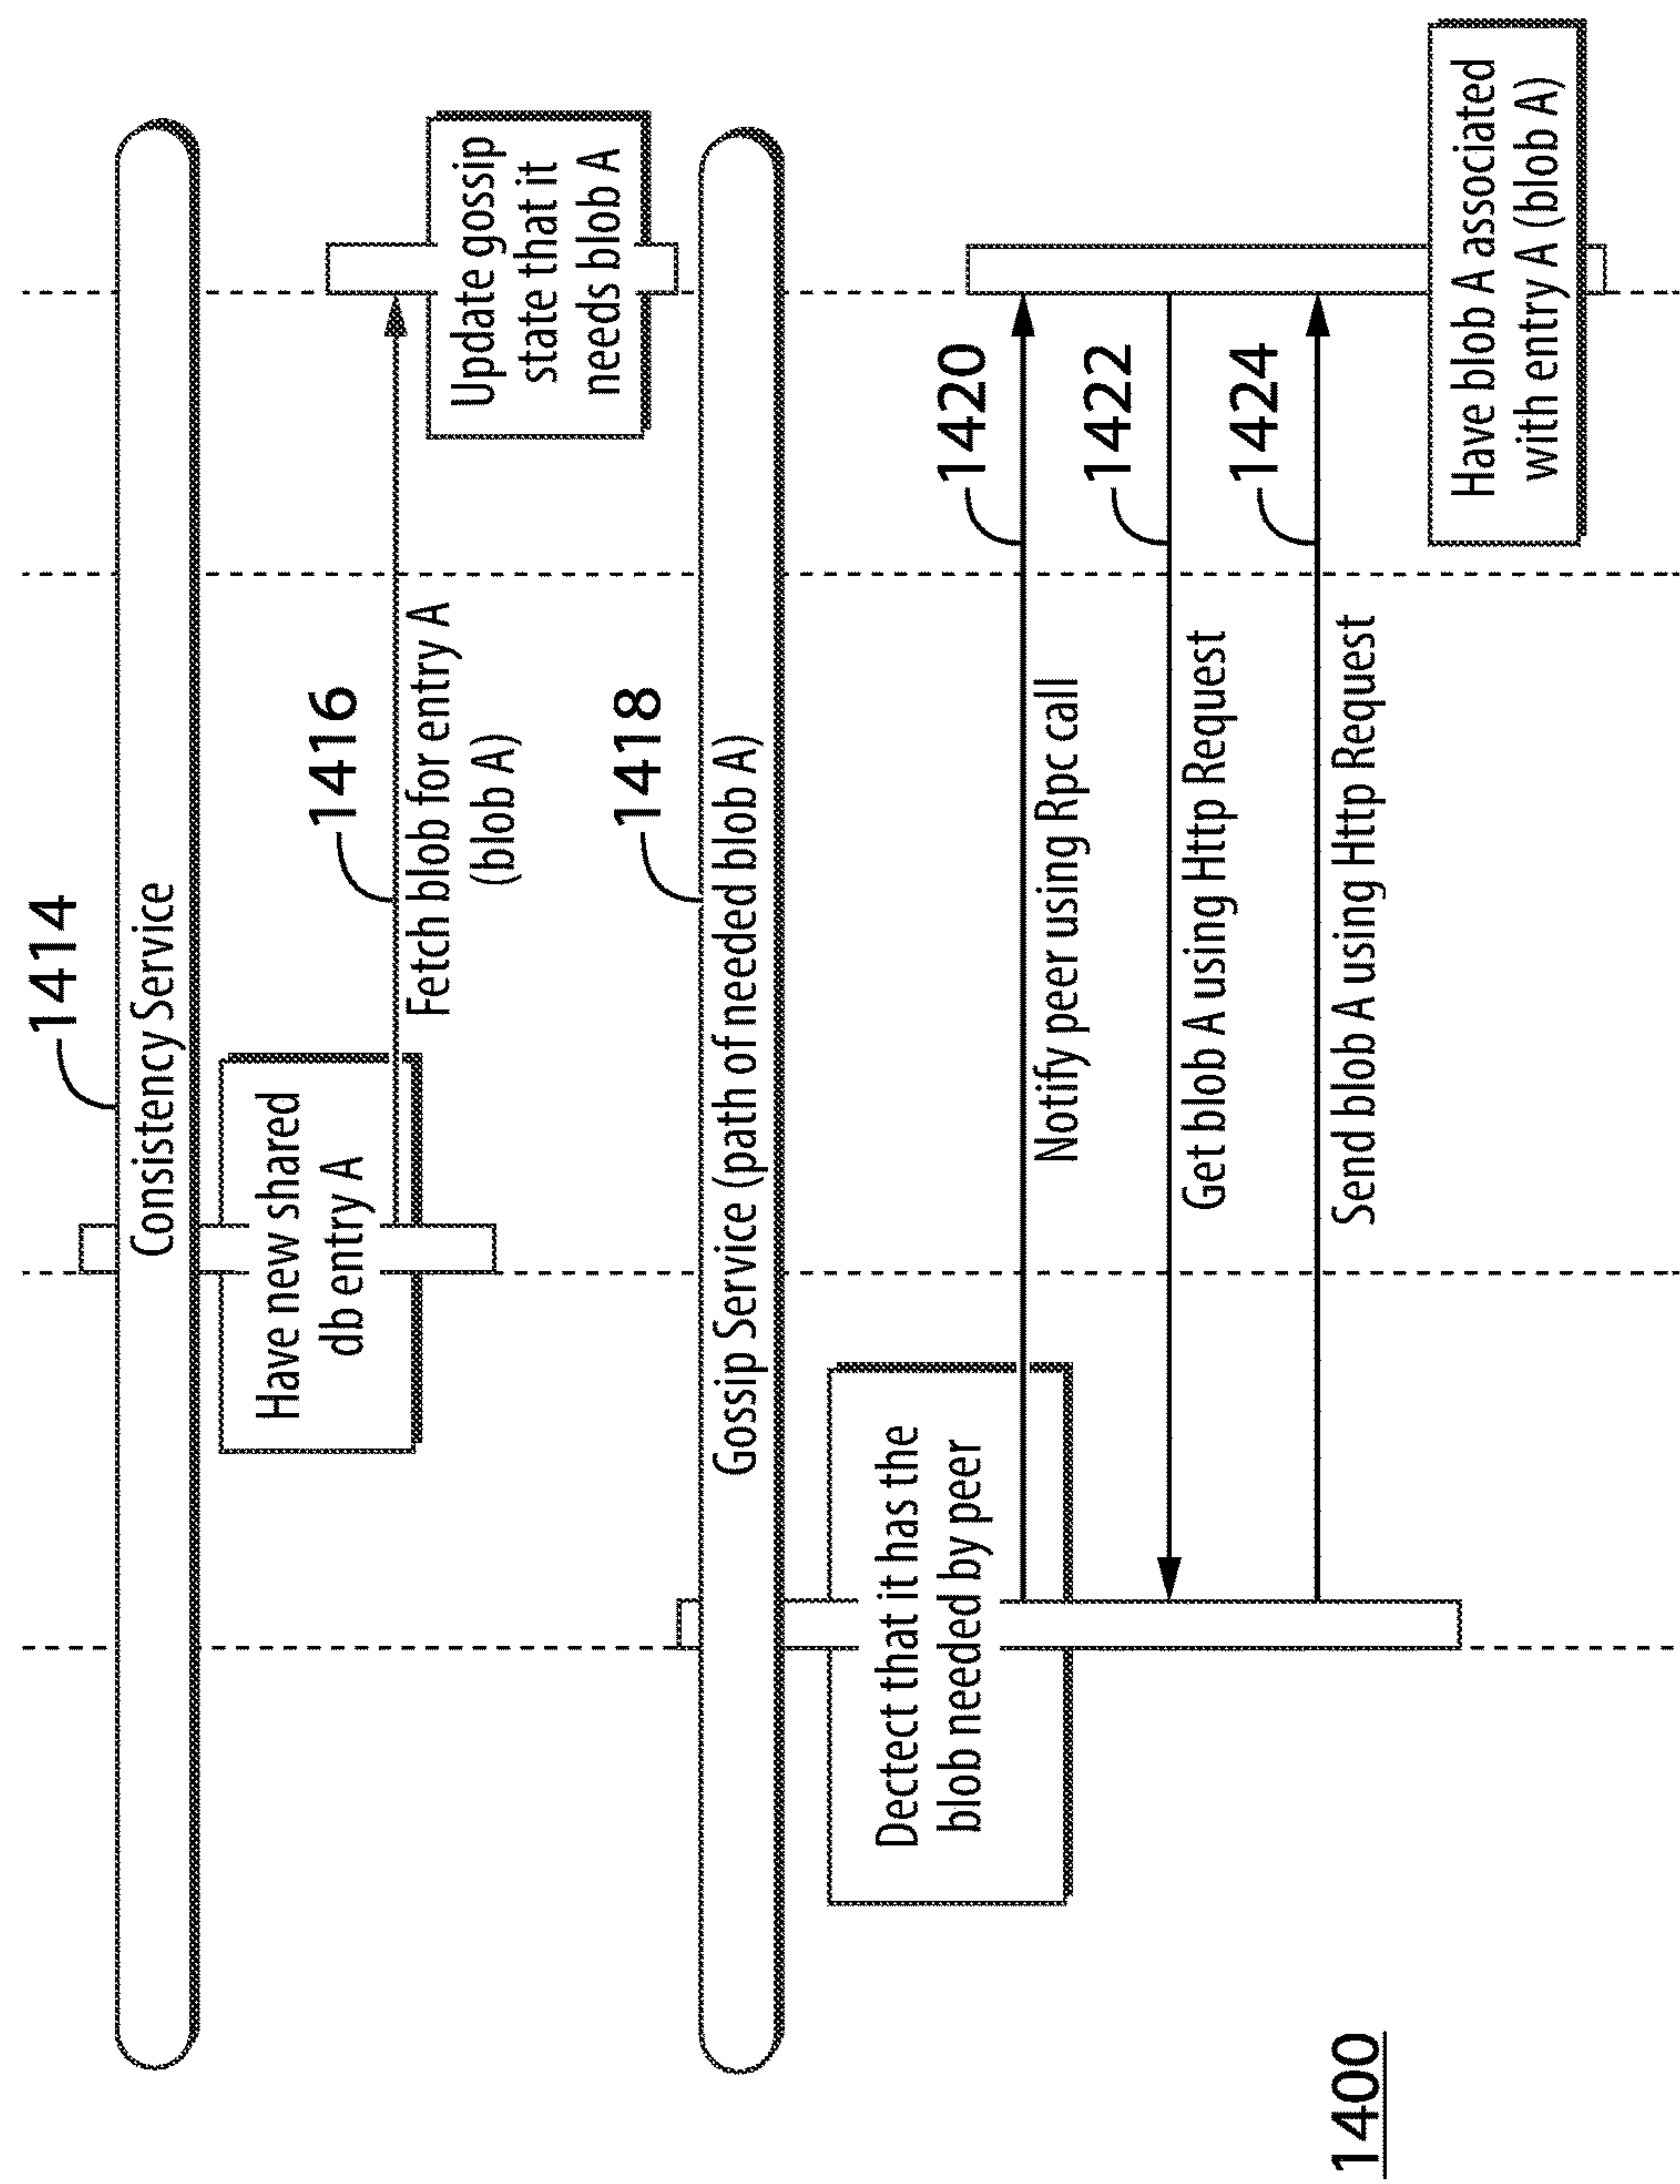 1414
Consistency Service
Have new shared
db entry A
1416
Fetch blob for entry A
(blob A)
Update gossip
state that it
needs blob A
1418
Gossip Service (path of needed blob A)
Dectect that it has the
blob needed by peer
1420
Notify peer using Rpc call
1422
Get blob A using Http Request
1424
Send blob A using Http Request
Have blob A associated
with entry A (blob A)
1400